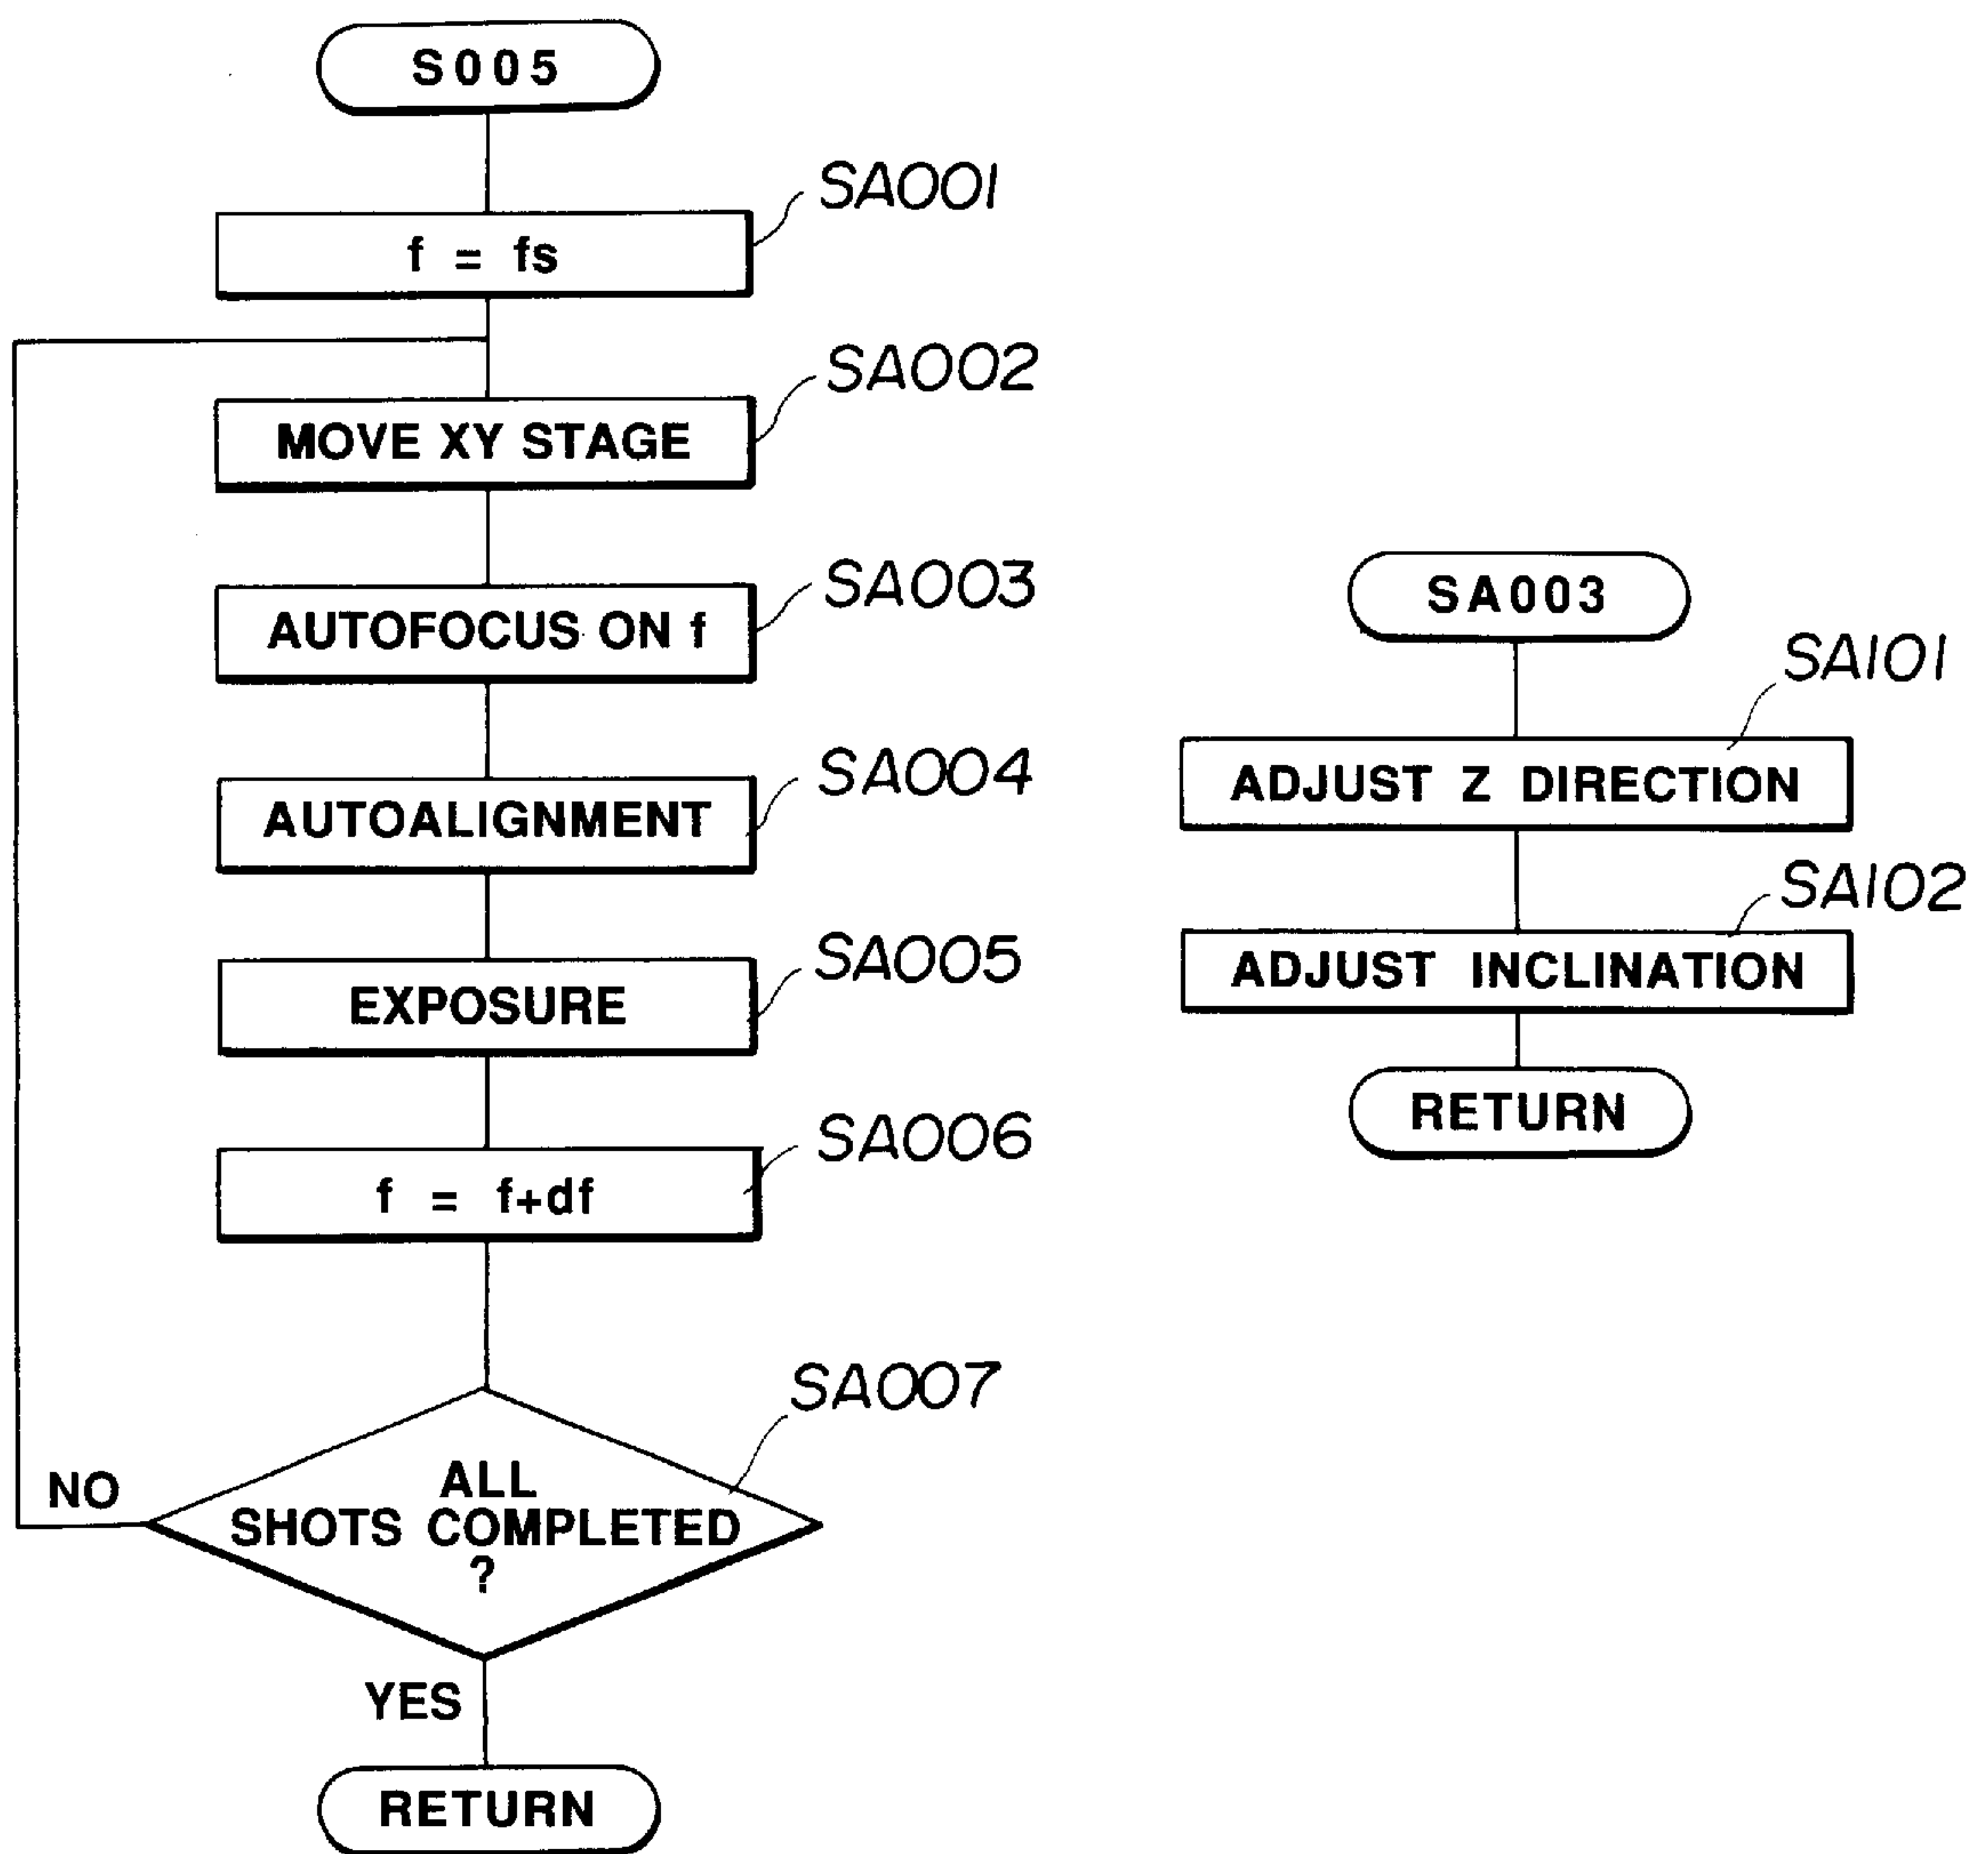 S005
SA001
f = fs
SA002
MOVE XY STAGE
SA003
AUTOFOCUS ON f
SA004
AUTOALIGNMENT
SA005
EXPOSURE
SA006
f = f+df
SA007
ALL
SHOTS COMPLETED
?
NO
YES
RETURN
SA003
SA101
ADJUST Z DIRECTION
SA102
ADJUST INCLINATION
RETURN